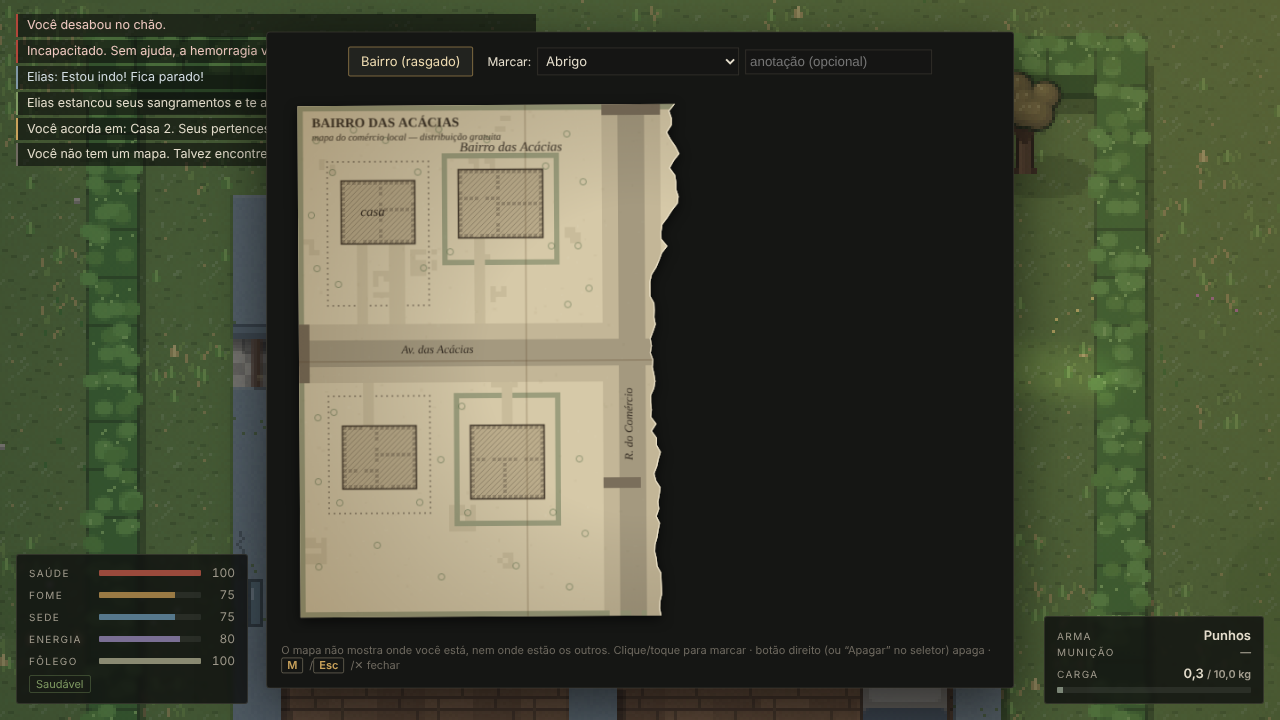 Você desabou no chão.
Incapacitado. Sem ajuda, a hemorragia v
Elias: Estou indo! Fica parado!
Elias estancou seus sangramentos e te a
Você acorda em: Casa 2. Seus pertences
Você não tem um mapa. Talvez encontre
Bairro (rasgado)
Marcar:
Abrigo
anotação (opcional)
BAIRRO DAS ACÁCIAS
mapa do comércio local — distribuição gratuita
Bairro das Acácias
casa
Av. das Acácias
R. do Comércio
O mapa não mostra onde você está, nem onde estão os outros. Clique/toque para marcar · botão direito (ou “Apagar” no seletor) apaga ·
M / Esc /✕ fechar
SAÚDE 100
FOME 75
SEDE 75
ENERGIA 80
FÔLEGO 100
Saudável
ARMA Punhos
MUNIÇÃO —
CARGA 0,3 / 10,0 kg